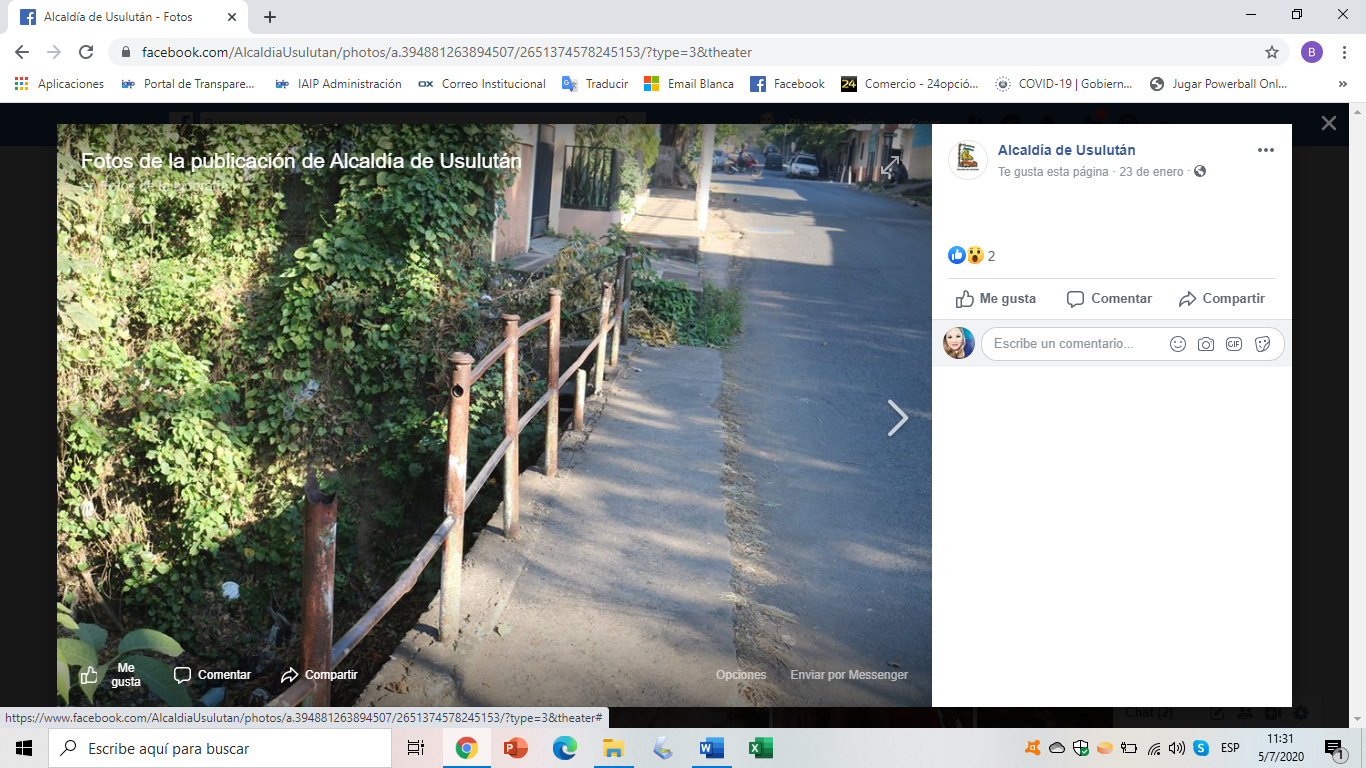 Alcaldía de Usulután - Fotos
facebook.com/AlcaldiaUsulutan/photos/a.394881263894507/2651374578245153/?type=3&theater
B
Aplicaciones
Portal de Transpare...
IAIP Administración
Correo Institucional
Traducir
Email Blanca
Facebook
24
Comercio - 24opció...
COVID-19 | Gobiern...
Jugar Powerball Onl...
»
Fotos de la publicación de Alcaldía de Usulután
Alcaldía de Usulután
Te gusta esta página · 23 de enero ·
2
Me gusta
Comentar
Compartir
Escribe un comentario...
GIF
Me gusta
Comentar
Compartir
Opciones
Enviar por Messenger
Chat (2)
https://www.facebook.com/AlcaldiaUsulutan/photos/a.394881263894507/2651374578245153/?type=3&theater#
Escribe aquí para buscar
ESP
11:31
5/7/2020
1